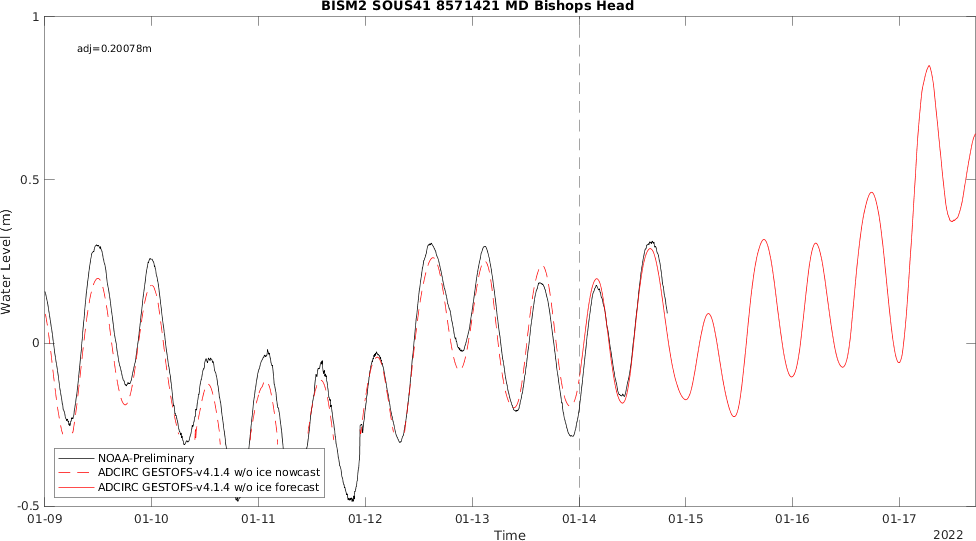 BISM2 SOUS41 8571421 MD Bishops Head
adj=0.20078m
1
0.5
0
-0.5
Water Level (m)
NOAA-Preliminary
ADCIRC GESTOFS-v4.1.4 w/o ice nowcast
ADCIRC GESTOFS-v4.1.4 w/o ice forecast
01-09 01-10 01-11 01-12 01-13 01-14 01-15 01-16 01-17
Time
2022